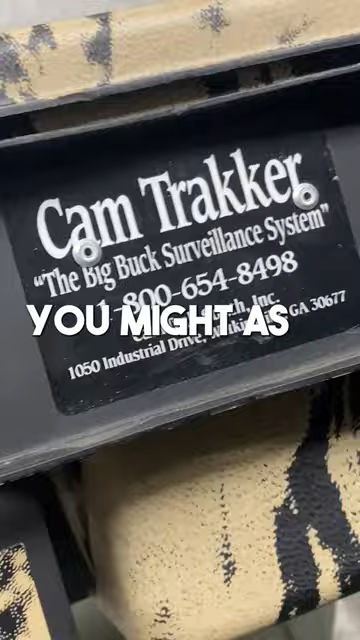 Cam Trakker
"The Big Buck Surveillance System"
1-800-654-8498
YOU MIGHT AS
Inc.
1050 Industrial Drive, GA 30677